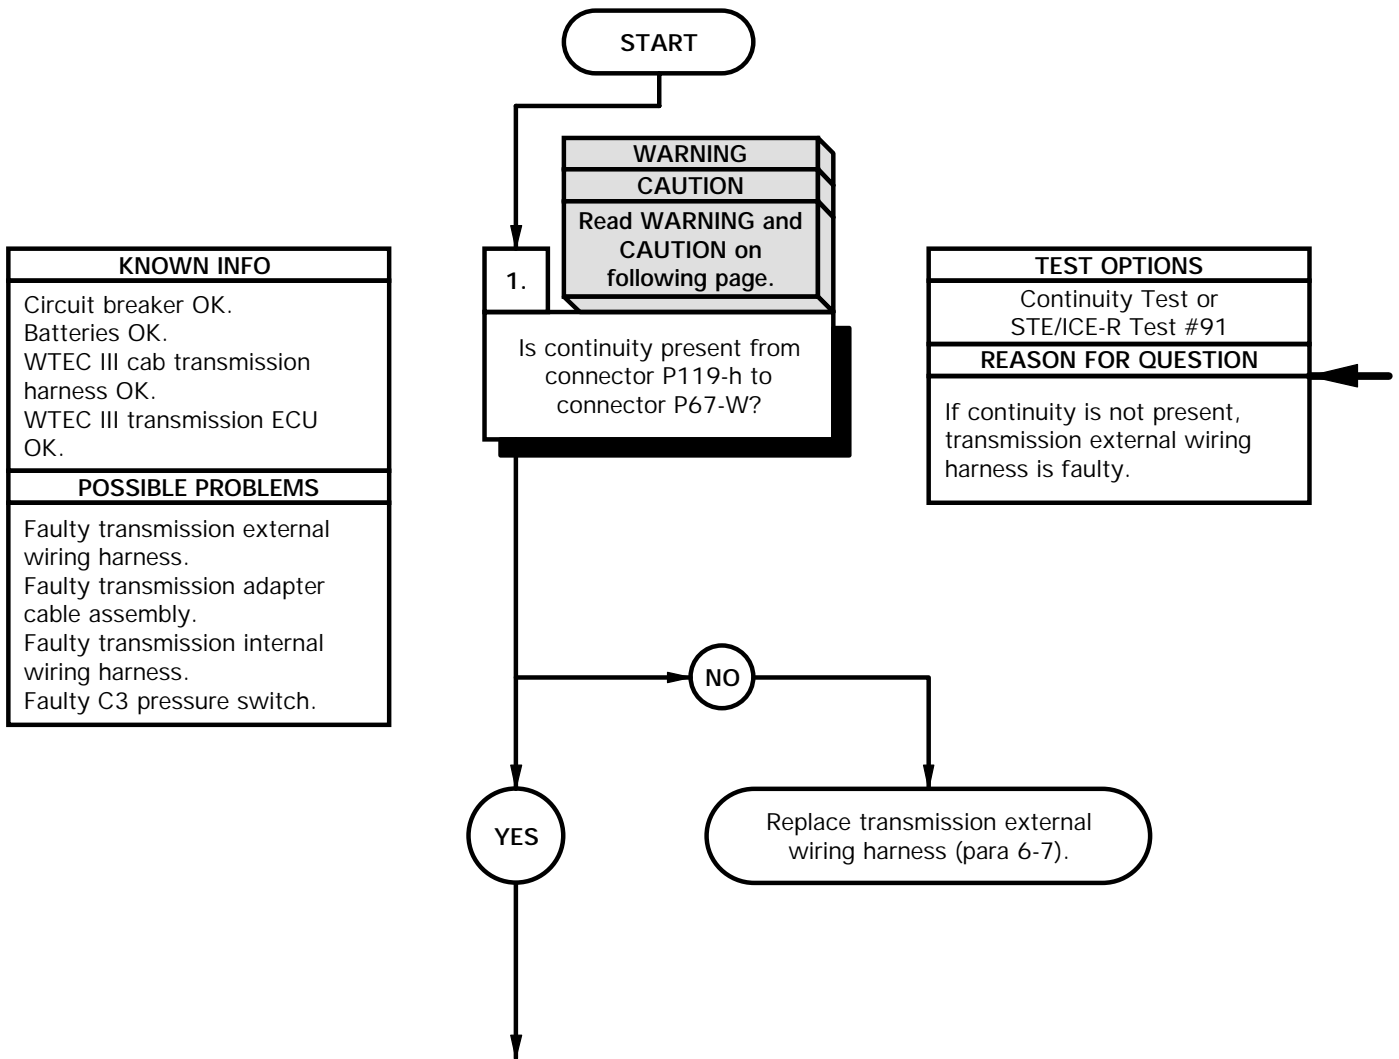 START
WARNING
CAUTION
Read WARNING and
CAUTION on
following page.
1.
Is continuity present from
connector P119-h to
connector P67-W?
KNOWN INFO
Circuit breaker OK.
Batteries OK.
WTEC III cab transmission
harness OK.
WTEC III transmission ECU
OK.
POSSIBLE PROBLEMS
Faulty transmission external
wiring harness.
Faulty transmission adapter
cable assembly.
Faulty transmission internal
wiring harness.
Faulty C3 pressure switch.
TEST OPTIONS
Continuity Test or
STE/ICE-R Test #91
REASON FOR QUESTION
If continuity is not present,
transmission external wiring
harness is faulty.
NO
YES
Replace transmission external
wiring harness (para 6-7).